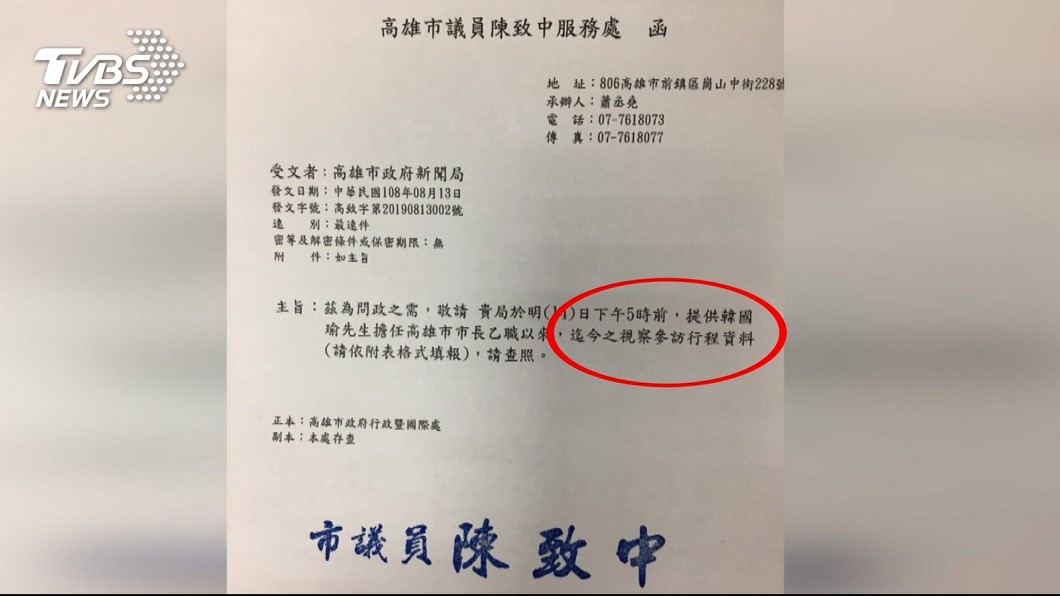 TVBS
NEWS
高雄市議員陳致中服務處 函
地 址：806高雄市前鎮區崗山中街228號
承辦人：蕭丞堯
電 話：07-7618073
傳 真：07-7618077
受文者：高雄市政府新聞局
發文日期：中華民國108年08月13日
發文字號：高致字第20190813002號
速 別：最速件
密等及解密條件或保密期限：無
附 件：如主旨
主旨：茲為問政之需，敬請 貴局於明(14)日下午5時前，提供韓國
瑜先生擔任高雄市市長乙職以來，迄今之視察參訪行程資料
(請依附表格式填報)，請查照。
正本：高雄市政府行政暨國際處
副本：本處存查
市議員 陳致中